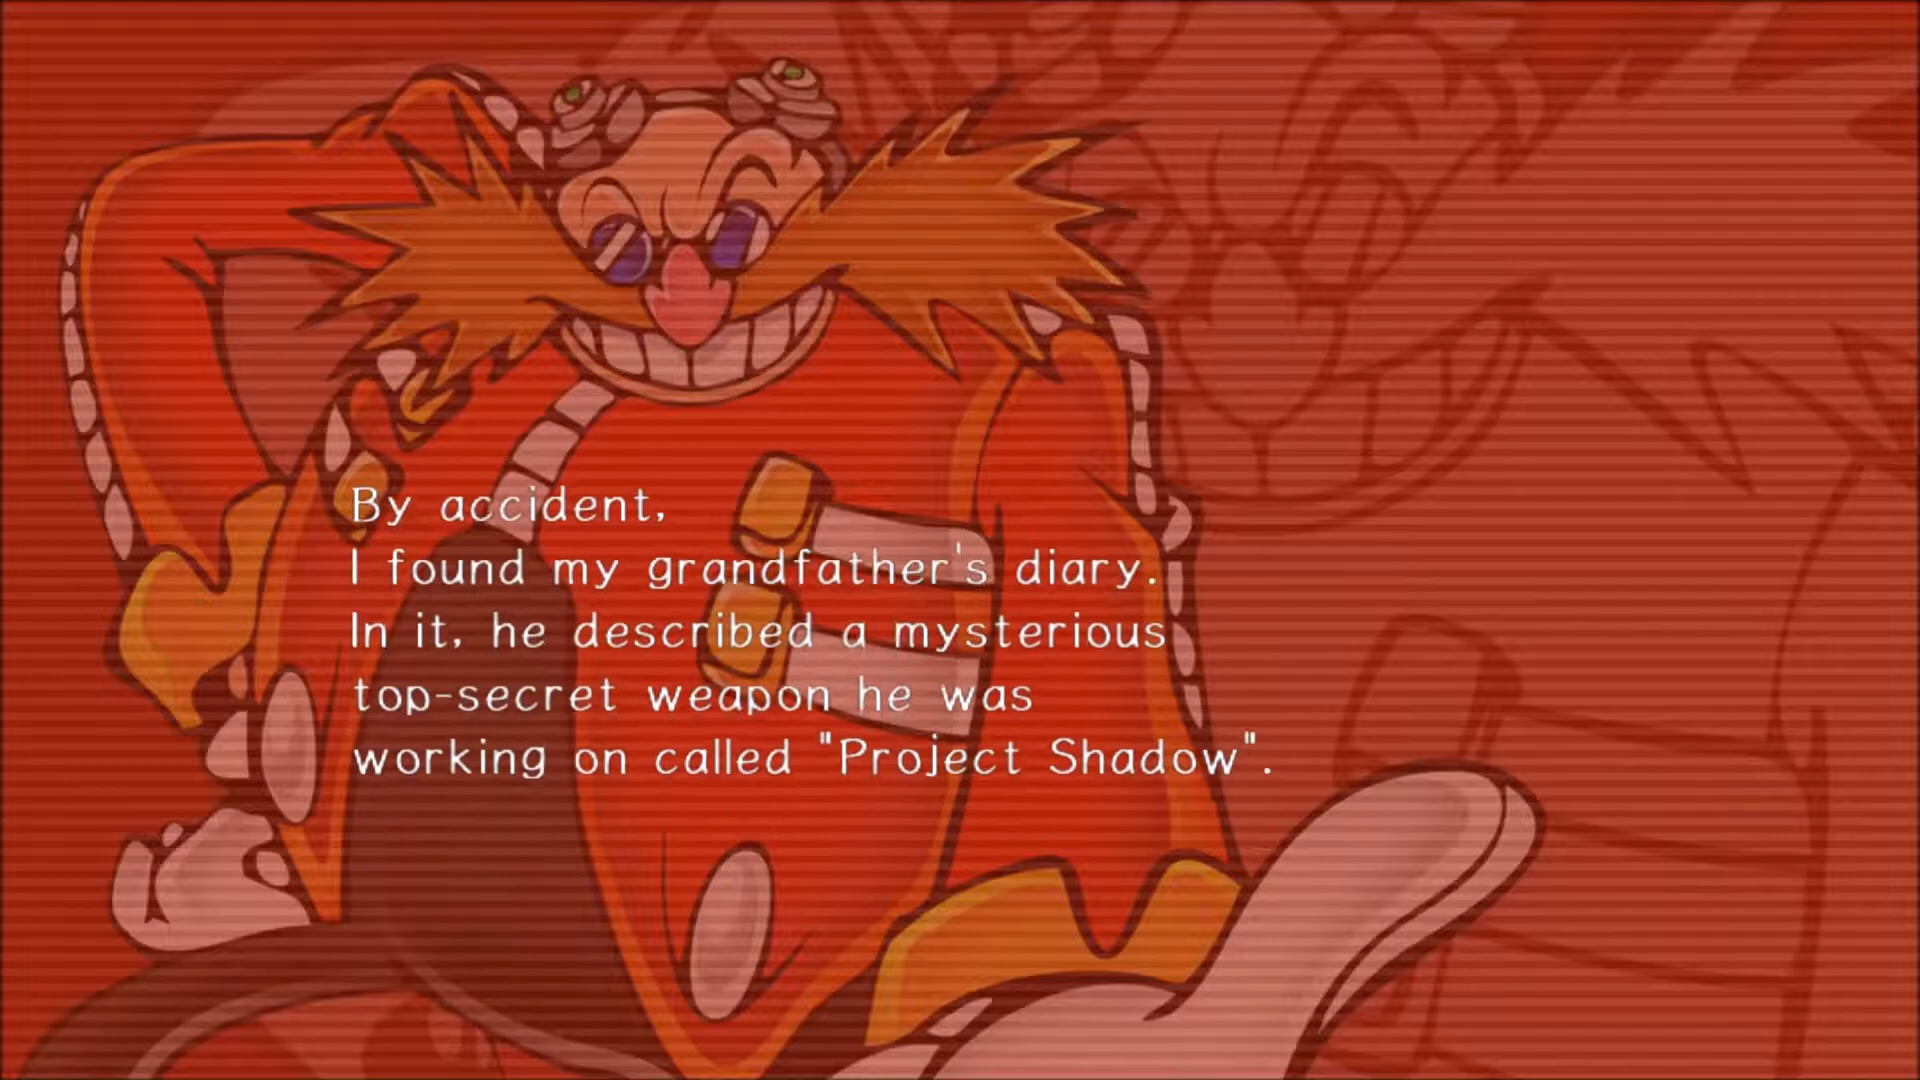 By accident,
I found my grandfather's diary.
In it, he described a mysterious
top-secret weapon he was
working on called "Project Shadow".